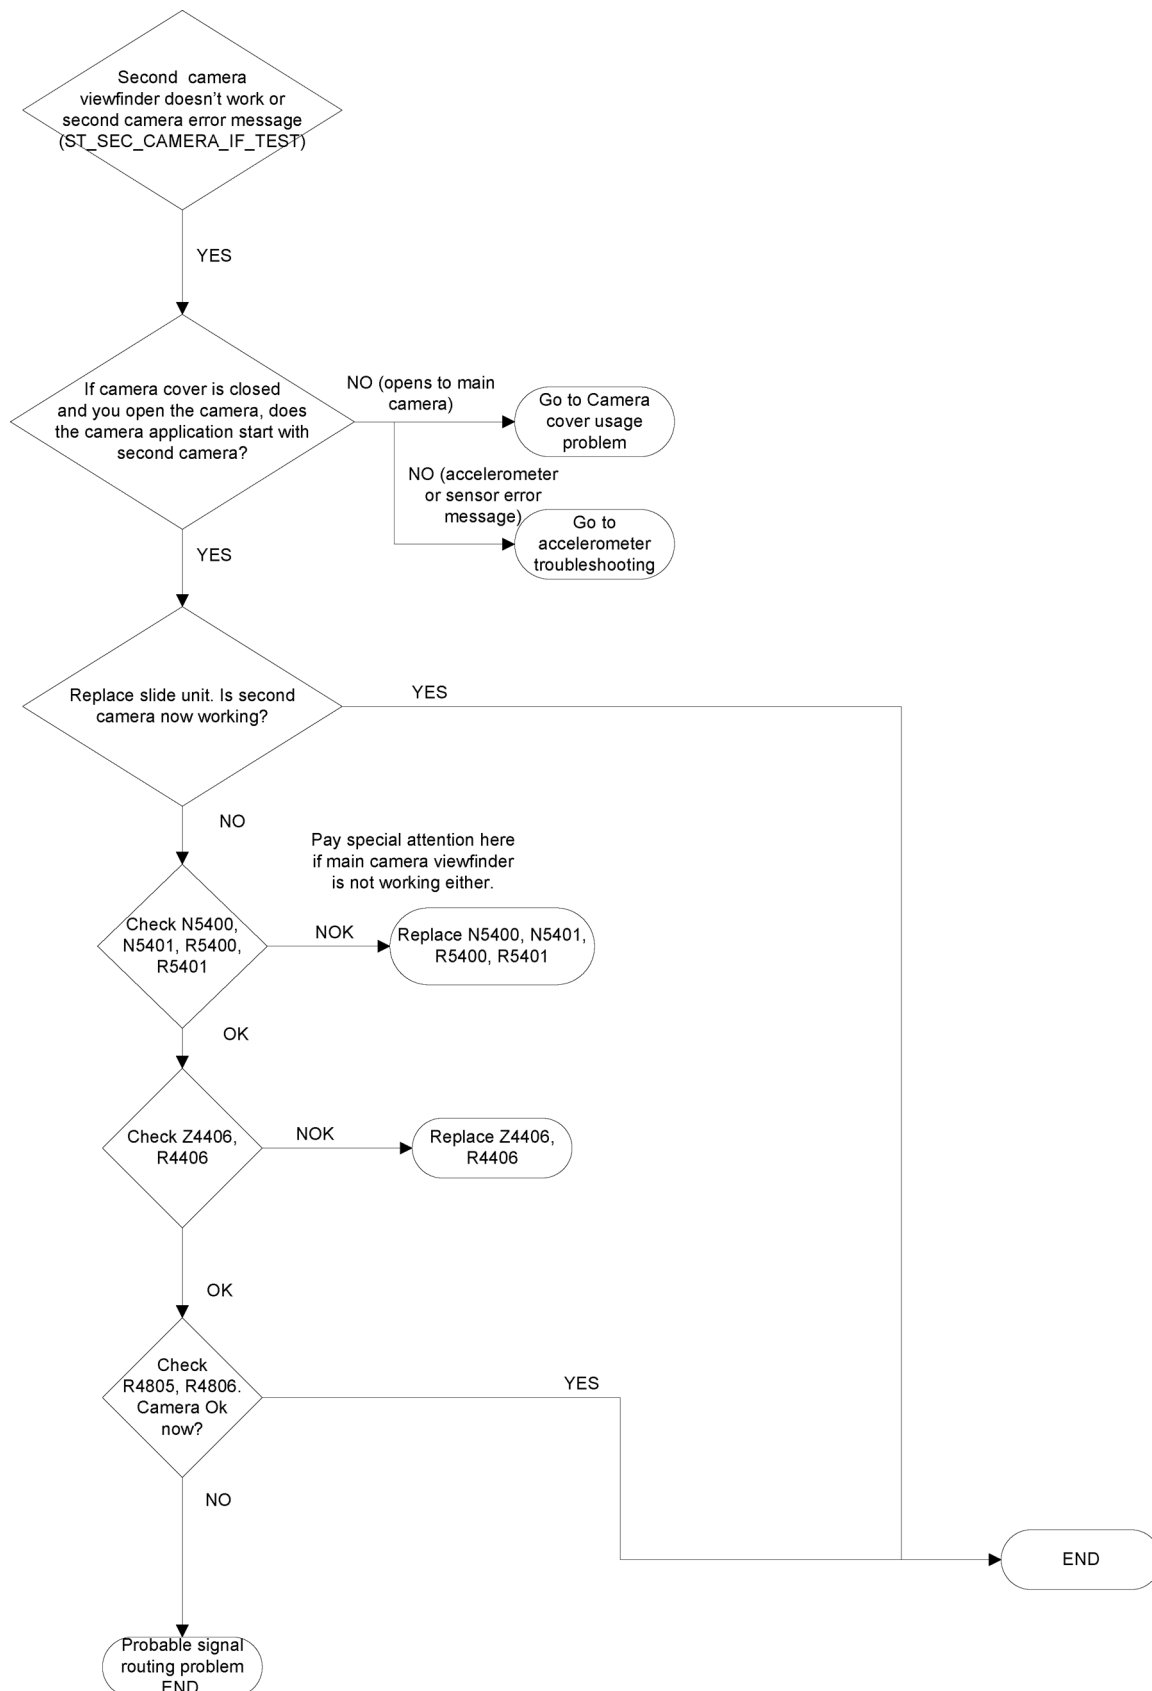 Second  camera
viewfinder doesn't work or
second camera error message
(ST_SEC_CAMERA_IF_TEST)
YES
If camera cover is closed
and you open the camera, does
the camera application start with
second camera?
NO (opens to main
camera)
Go to Camera
cover usage
problem
NO (accelerometer
or sensor error
message)
Go to
accelerometer
troubleshooting
YES
Replace slide unit. Is second
camera now working?
YES
NO
Pay special attention here
if main camera viewfinder
is not working either.
Check N5400,
N5401, R5400,
R5401
NOK
Replace N5400, N5401,
R5400, R5401
OK
Check Z4406,
R4406
NOK
Replace Z4406,
R4406
OK
Check
R4805, R4806.
Camera Ok
now?
YES
NO
END
Probable signal
routing problem
END